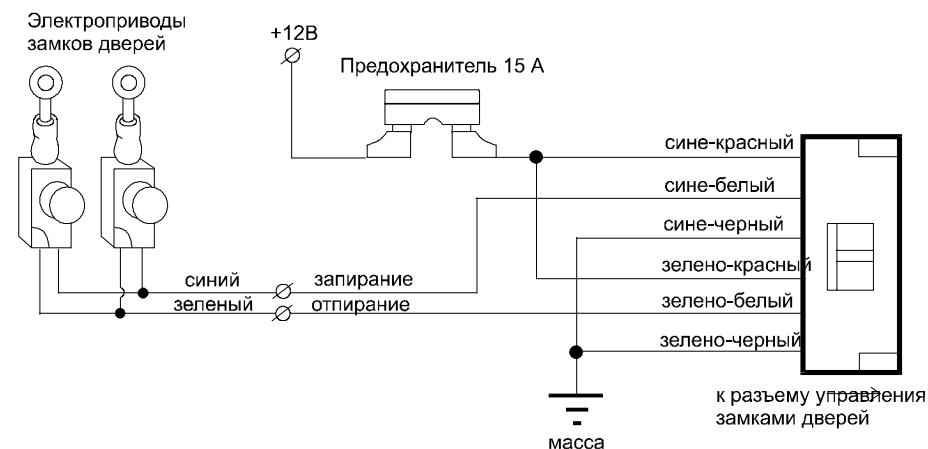 Электроприводы
замков дверей
+12В
Предохранитель 15 А
сине-красный
сине-белый
сине-черный
зелено-красный
зелено-белый
зелено-черный
синий запирание
зеленый отпирание
масса
к разъему управления
замками дверей